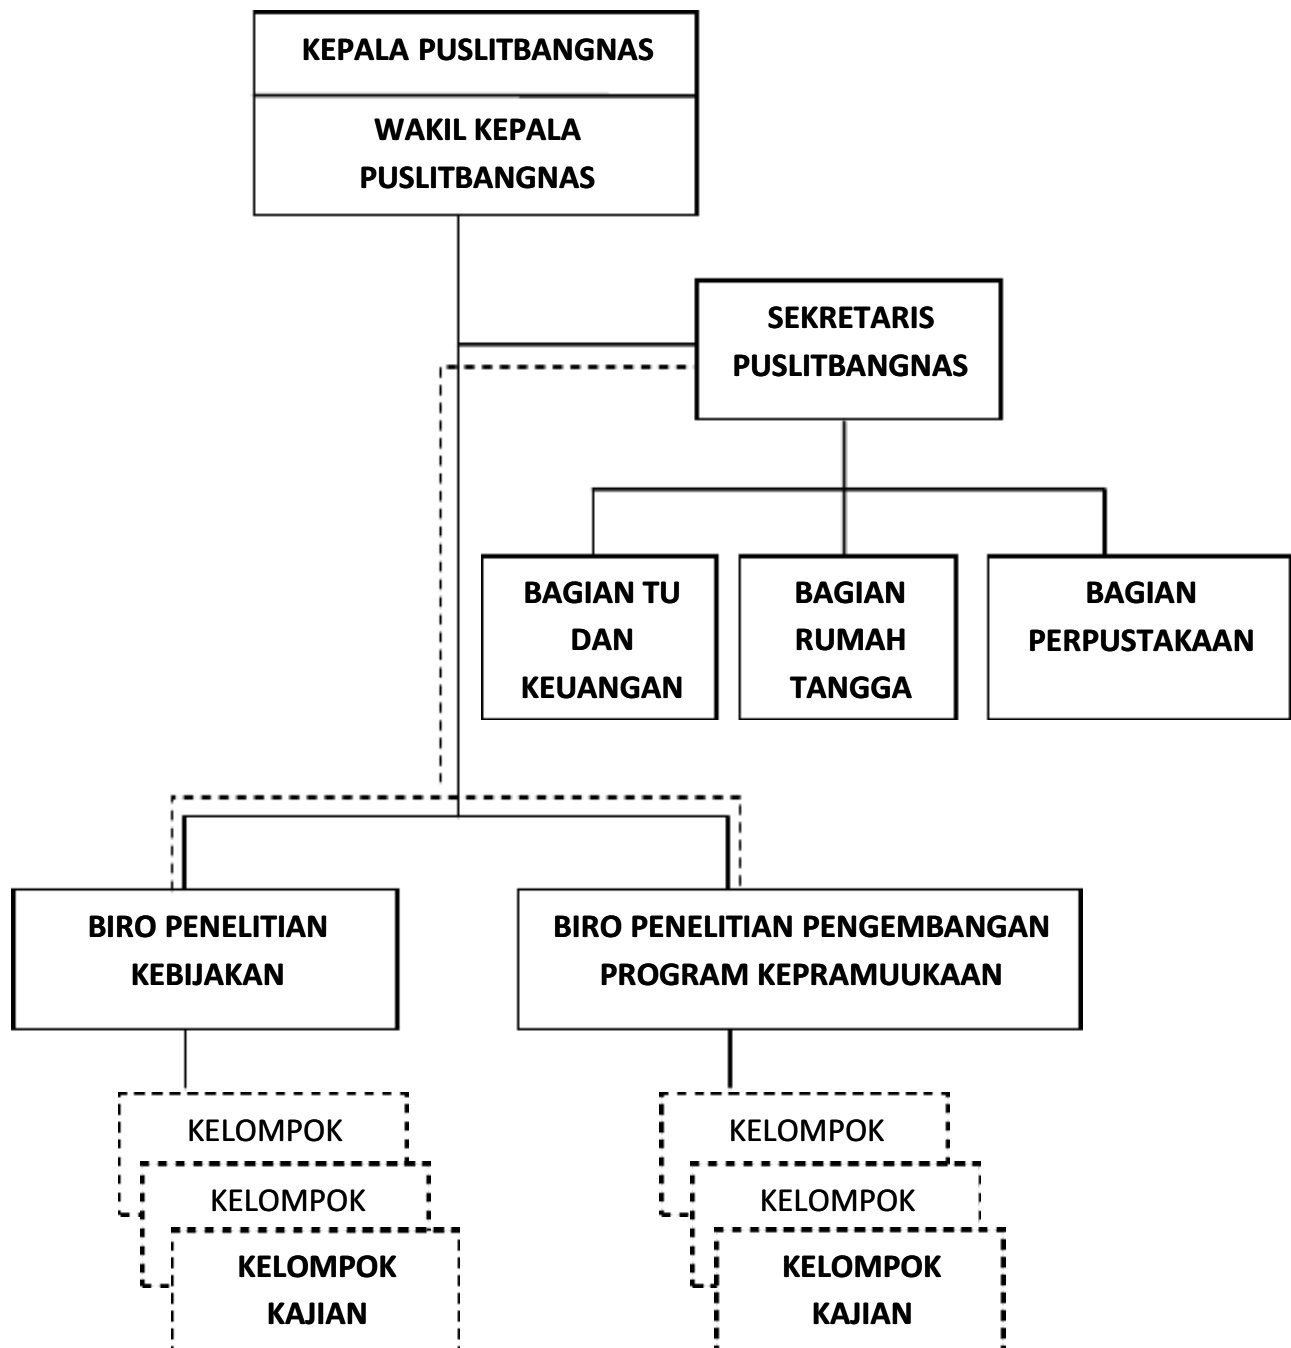 KEPALA PUSLITBANGNAS
WAKIL KEPALA
PUSLITBANGNAS
SEKRETARIS
PUSLITBANGNAS
BAGIAN TU
DAN
KEUANGAN
BAGIAN
RUMAH
TANGGA
BAGIAN
PERPUSTAKAAN
BIRO PENELITIAN
KEBIJAKAN
BIRO PENELITIAN PENGEMBANGAN
PROGRAM KEPRAMUUKAAN
KELOMPOK
KELOMPOK
KELOMPOK
KAJIAN
KELOMPOK
KELOMPOK
KELOMPOK
KAJIAN